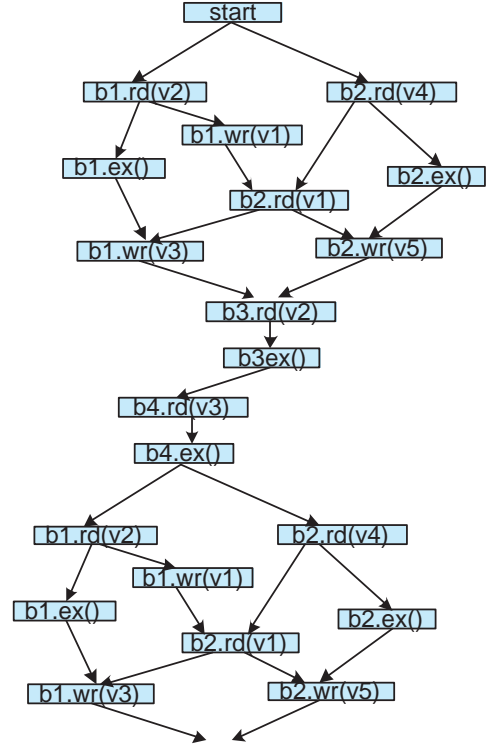 start
b1.rd(v2)
b2.rd(v4)
b1.wr(v1)
b1.ex()
b2.ex()
b2.rd(v1)
b1.wr(v3)
b2.wr(v5)
b3.rd(v2)
b3ex()
b4.rd(v3)
b4.ex()
b1.rd(v2)
b2.rd(v4)
b1.wr(v1)
b1.ex()
b2.ex()
b2.rd(v1)
b1.wr(v3)
b2.wr(v5)